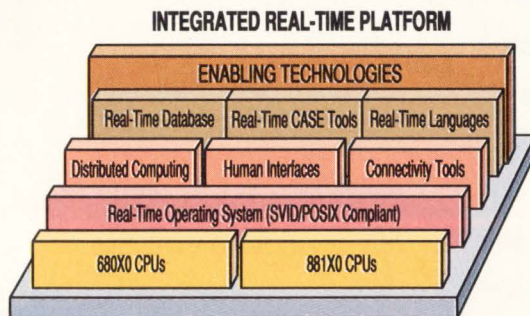 INTEGRATED REAL-TIME PLATFORM
ENABLING TECHNOLOGIES
Real-Time Database Real-Time CASE Tools Real-Time Languages
Distributed Computing Human Interfaces Connectivity Tools
Real-Time Operating System (SVID/POSIX Compliant)
680X0 CPUs 881X0 CPUs